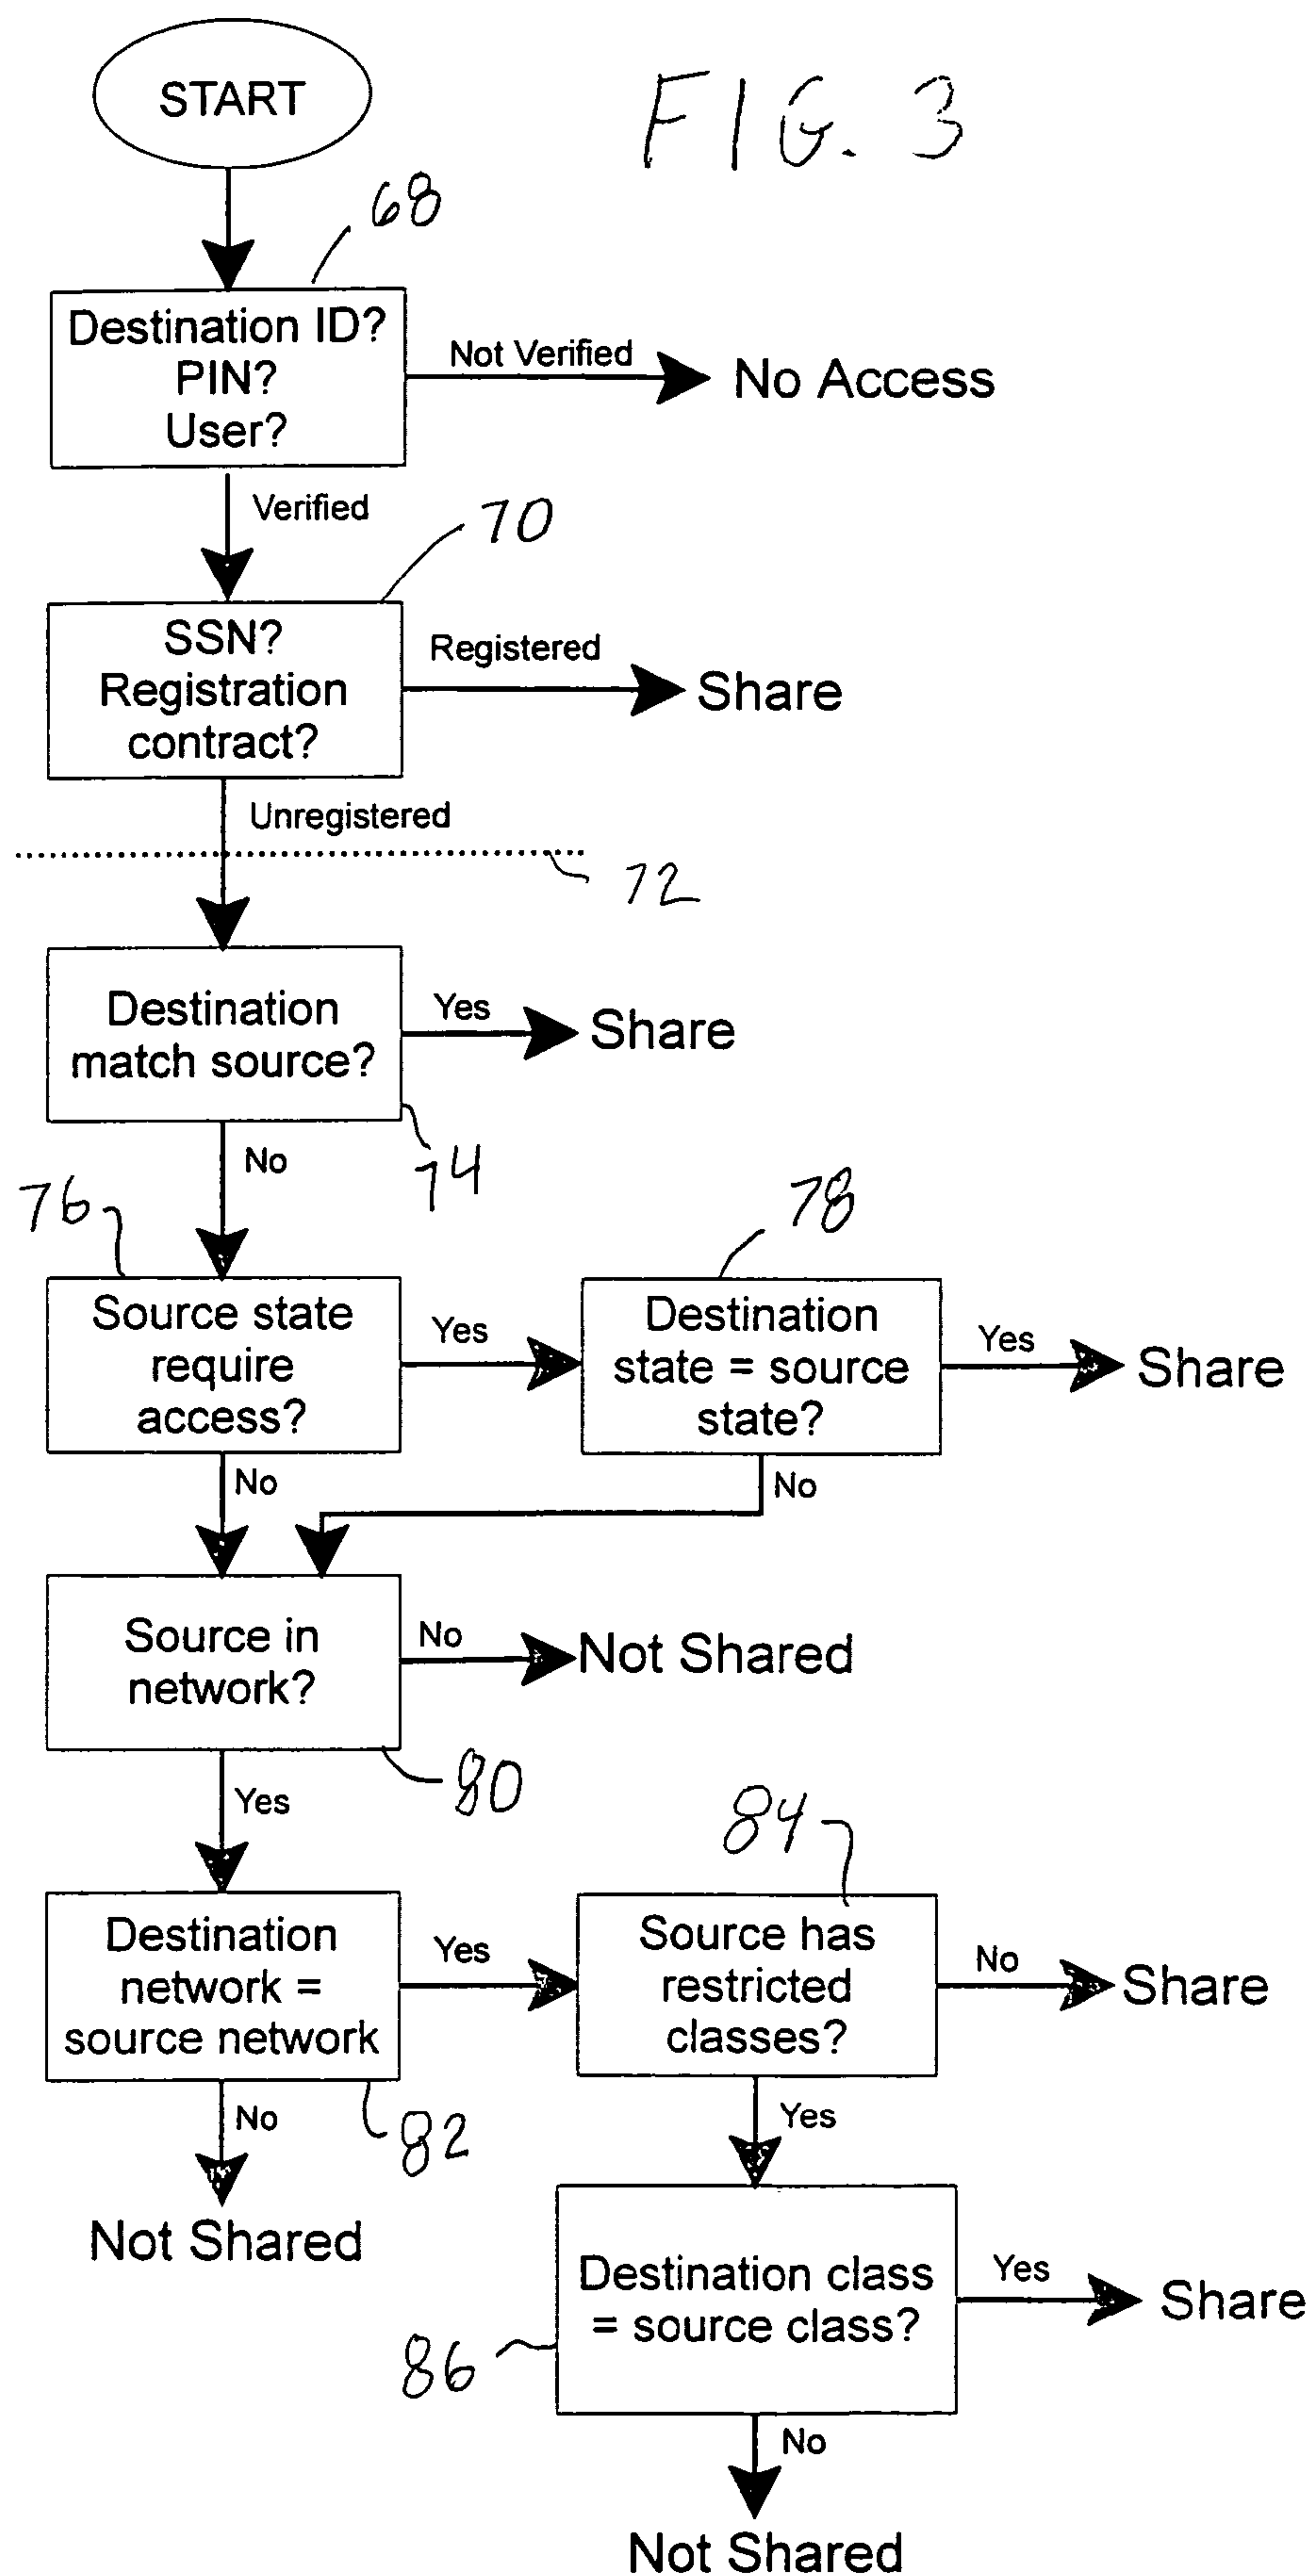 START
FIG. 3
68
Destination ID?
PIN?
User?
Not Verified
No Access
Verified
70
SSN?
Registration
contract?
Registered
Share
Unregistered
72
Destination
match source?
Yes
Share
74
No
76
78
Source state
require
access?
Yes
Destination
state = source
state?
Yes
Share
No
No
Source in
network?
No
Not Shared
80
Yes
84
Destination
network =
source network
Yes
Source has
restricted
classes?
No
Share
82
No
Yes
Not Shared
Destination class
= source class?
Yes
Share
86
No
Not Shared